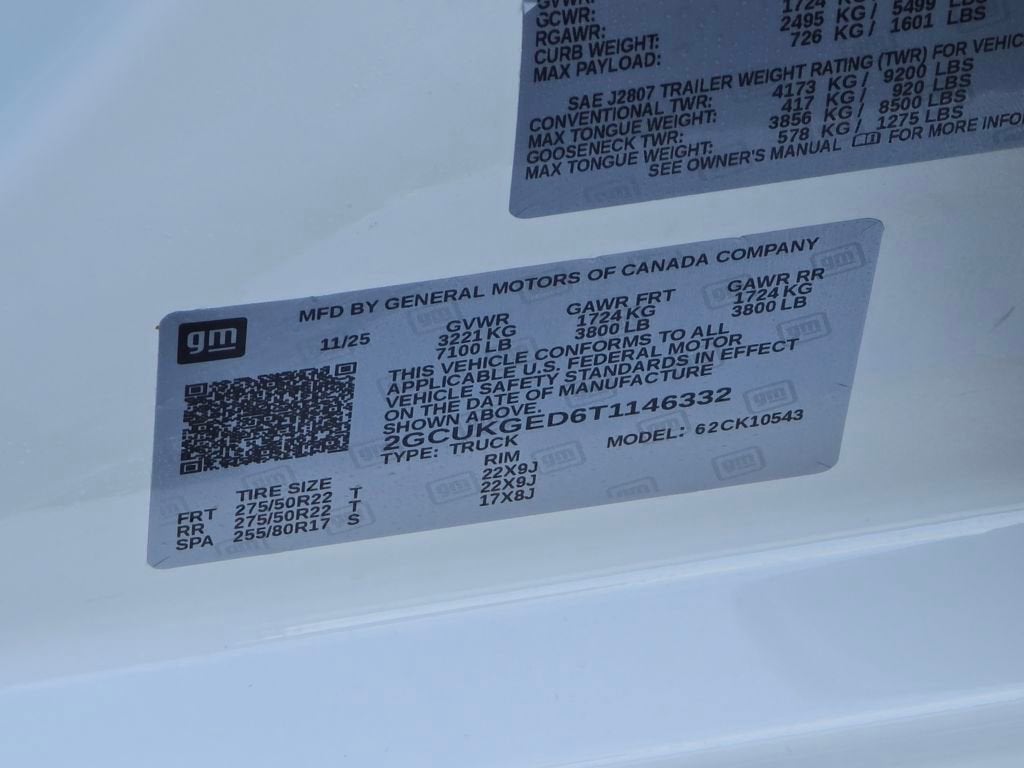 GVWR:
GCWR: 1724 KG / 5499 LBS
RGAWR: 2495 KG / 1601 LBS
CURB WEIGHT: 726 KG /
MAX PAYLOAD:
SAE J2807 TRAILER WEIGHT RATING (TWR) FOR
CONVENTIONAL TWR: 4173 KG / 9200 LBS
MAX TONGUE WEIGHT: 417 KG / 920 LBS
GOOSENECK TWR: 3856 KG / 8500 LBS
MAX TONGUE WEIGHT: 578 KG / 1275 LBS
SEE OWNER'S MANUAL FOR MORE
gm
MFD BY GENERAL MOTORS OF CANADA COMPANY
11/25 GVWR GAWR FRT GAWR RR
3221 KG 1724 KG 1724 KG
7100 LB 3800 LB 3800 LB
THIS VEHICLE CONFORMS TO ALL
APPLICABLE U.S. FEDERAL MOTOR
VEHICLE SAFETY STANDARDS IN EFFECT
ON THE DATE OF MANUFACTURE
SHOWN ABOVE.
2GCUKGED6T1146332
TYPE: TRUCK MODEL: 62CK10543
TIRE SIZE RIM
FRT 275/50R22 T 22X9J
RR 275/50R22 T 22X9J
SPA 255/80R17 S 17X8J